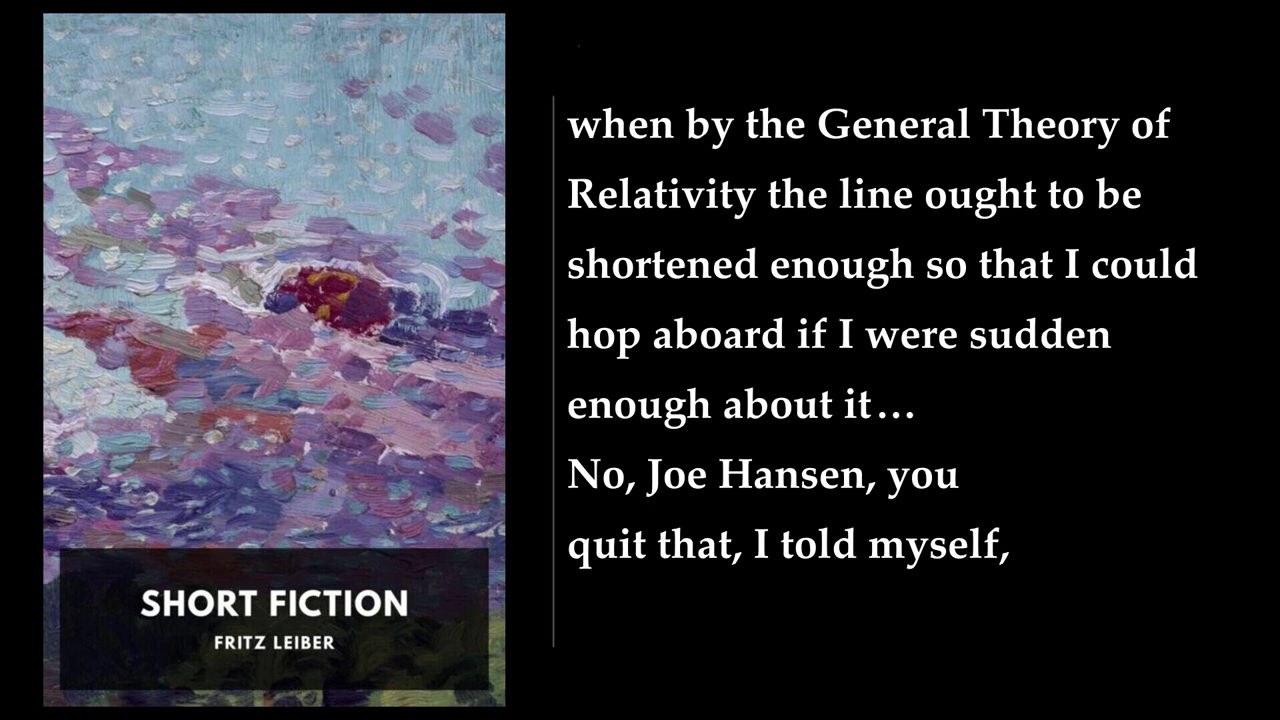 SHORT FICTION
FRITZ LEIBER
when by the General Theory of
Relativity the line ought to be
shortened enough so that I could
hop aboard if I were sudden
enough about it…
No, Joe Hansen, you
quit that, I told myself,